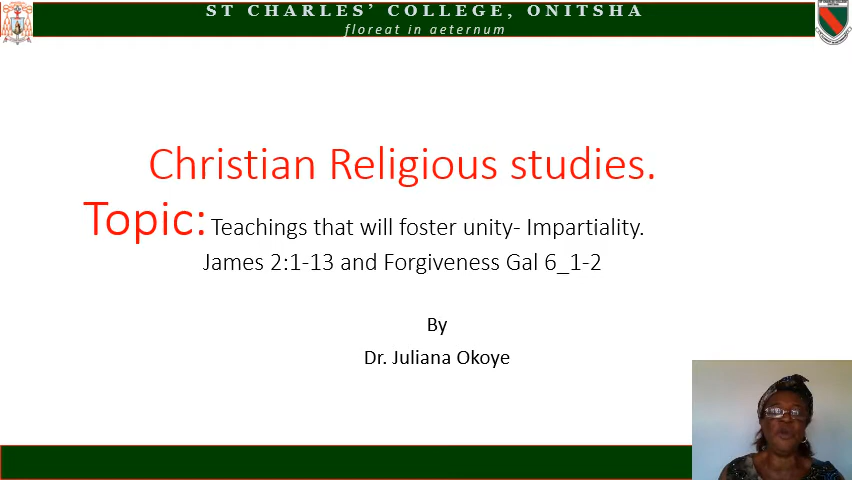 ST CHARLES' COLLEGE, ONITSHA
floreat in aeternum
Christian Religious studies.
Topic: Teachings that will foster unity- Impartiality.
James 2:1-13 and Forgiveness Gal 6_1-2
By
Dr. Juliana Okoye